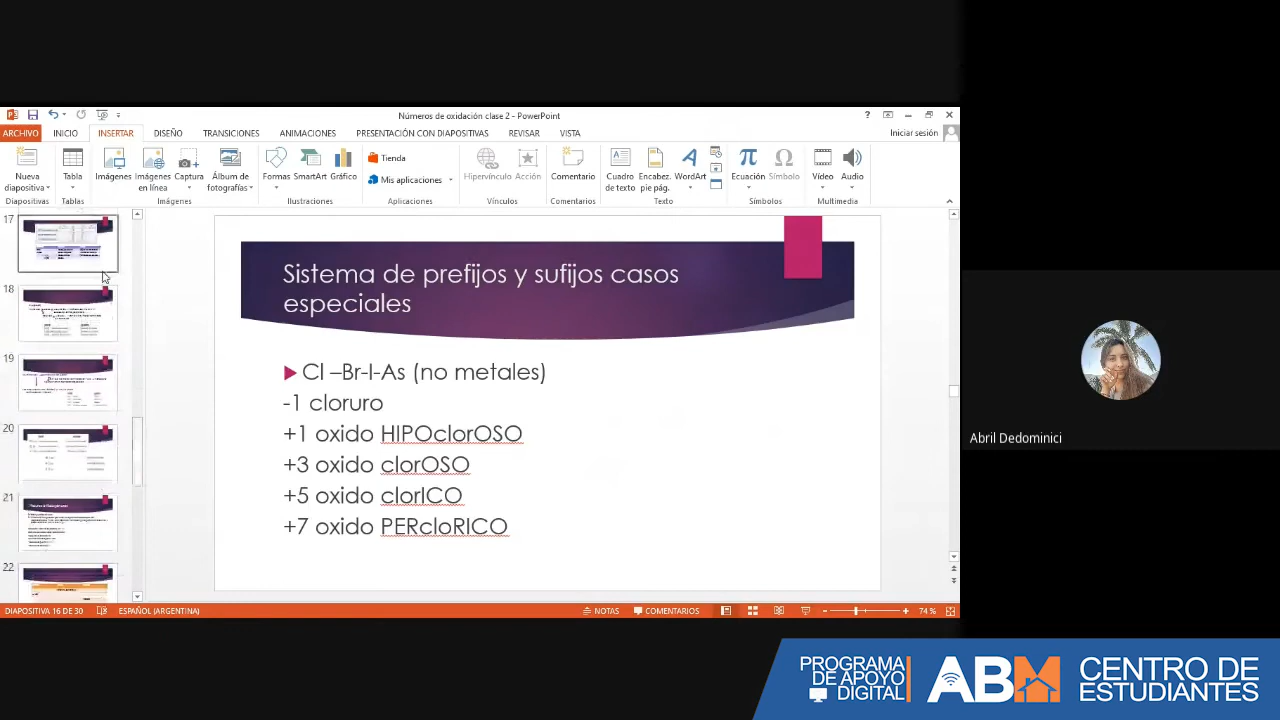 Números de oxidación clase 2 - PowerPoint
?
ARCHIVO INICIO INSERTAR DISEÑO TRANSICIONES ANIMACIONES PRESENTACIÓN CON DIAPOSITIVAS REVISAR VISTA Iniciar sesión
Nueva diapositiva
Tabla
Imágenes
Imágenes en línea
Captura
Álbum de fotografías
Formas
SmartArt
Gráfico
Tienda
Mis aplicaciones
Hipervínculo
Acción
Comentario
Cuadro de texto
Encabez. pie pág.
WordArt
Ecuación
Símbolo
Vídeo
Audio
Diapositivas Tablas Imágenes Ilustraciones Aplicaciones Vínculos Comentarios Texto Símbolos Multimedia
17
18
19
20
21
22
Sistema de prefijos y sufijos casos
especiales
Cl –Br-I-As (no metales)
-1 cloruro
+1 oxido HIPOclorOSO
+3 oxido clorOSO
+5 oxido clorICO
+7 oxido PERcloRICO
DIAPOSITIVA 16 DE 30 ESPAÑOL (ARGENTINA) NOTAS COMENTARIOS 74 %
Abril Dedominici
PROGRAMA
DE APOYO
DIGITAL
ABM
CENTRO DE
ESTUDIANTES